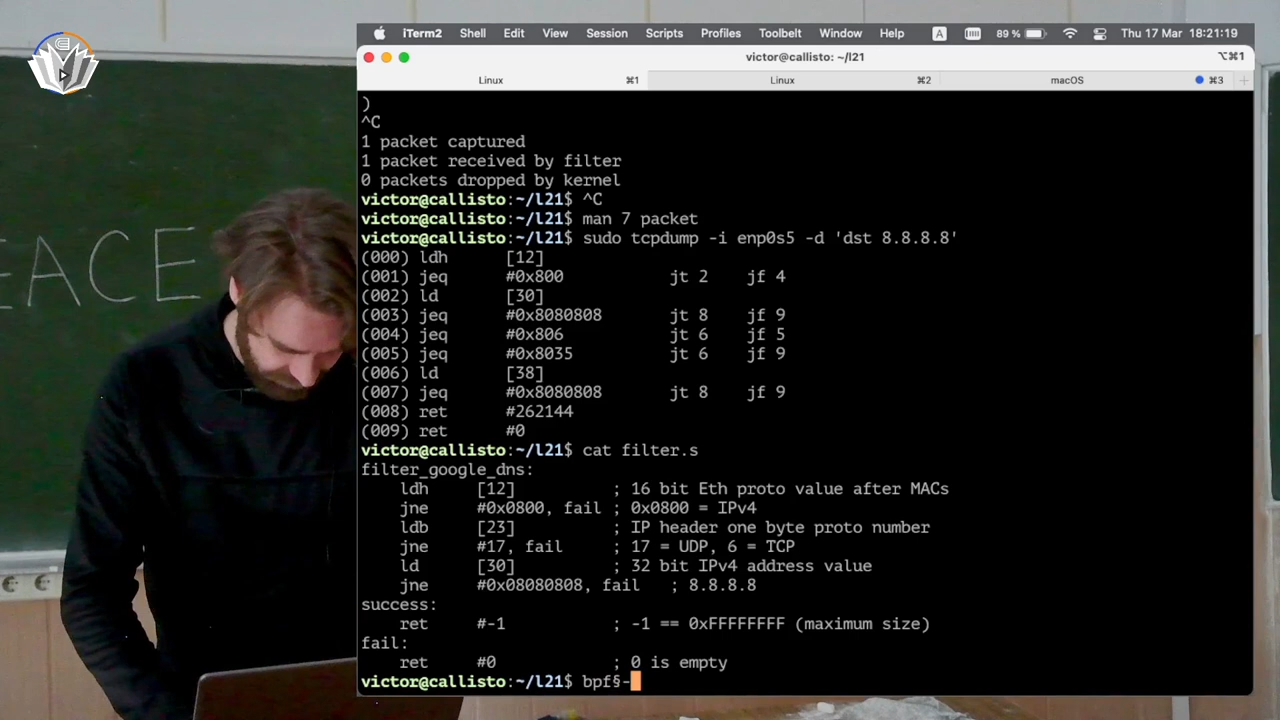 EACE
iTerm2 Shell Edit View Session Scripts Profiles Toolbelt Window Help A 89 % Thu 17 Mar 18:21:19
victor@callisto: ~/l21 ⌥⌘1
Linux ⌘1 Linux ⌘2 macOS ⌘3 +
)
^C
1 packet captured
1 packet received by filter
0 packets dropped by kernel
victor@callisto:~/l21$ ^C
victor@callisto:~/l21$ man 7 packet
victor@callisto:~/l21$ sudo tcpdump -i enp0s5 -d 'dst 8.8.8.8'
(000) ldh      [12]
(001) jeq      #0x800           jt 2    jf 4
(002) ld       [30]
(003) jeq      #0x8080808       jt 8    jf 9
(004) jeq      #0x806           jt 6    jf 5
(005) jeq      #0x8035          jt 6    jf 9
(006) ld       [38]
(007) jeq      #0x8080808       jt 8    jf 9
(008) ret      #262144
(009) ret      #0
victor@callisto:~/l21$ cat filter.s
filter_google_dns:
    ldh     [12]          ; 16 bit Eth proto value after MACs
    jne     #0x0800, fail ; 0x0800 = IPv4
    ldb     [23]          ; IP header one byte proto number
    jne     #17, fail     ; 17 = UDP, 6 = TCP
    ld      [30]          ; 32 bit IPv4 address value
    jne     #0x08080808, fail   ; 8.8.8.8
success:
    ret     #-1           ; -1 == 0xFFFFFFFF (maximum size)
fail:
    ret     #0            ; 0 is empty
victor@callisto:~/l21$ bpf§-